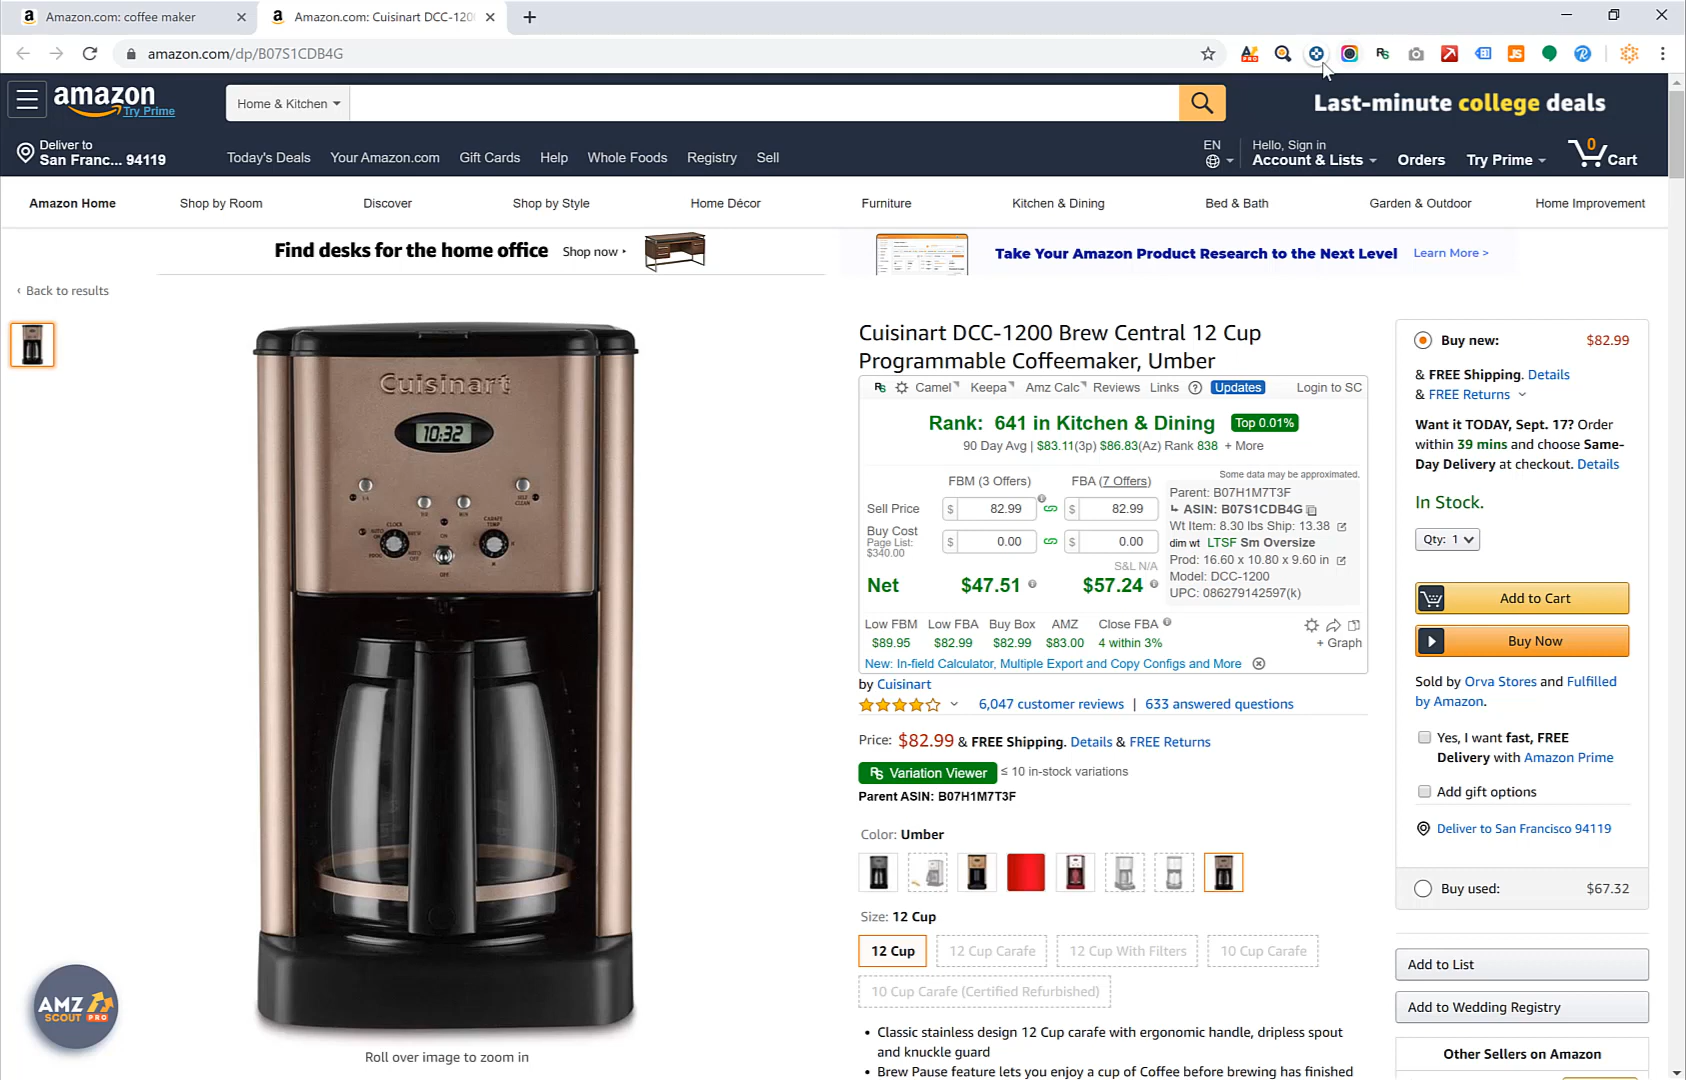 Amazon.com: coffee maker
Amazon.com: Cuisinart DCC-120
amazon.com/dp/B07S1CDB4G
amazon
Try Prime
Home & Kitchen
Last-minute college deals
Deliver to
San Franc... 94119
Today's Deals
Your Amazon.com
Gift Cards
Help
Whole Foods
Registry
Sell
EN
Hello, Sign in
Account & Lists
Orders
Try Prime
0
Cart
Amazon Home
Shop by Room
Discover
Shop by Style
Home Décor
Furniture
Kitchen & Dining
Bed & Bath
Garden & Outdoor
Home Improvement
Find desks for the home office Shop now
Take Your Amazon Product Research to the Next Level Learn More >
‹ Back to results
Cuisinart
10:32
AMZ
SCOUT PRO
Roll over image to zoom in
Cuisinart DCC-1200 Brew Central 12 Cup
Programmable Coffeemaker, Umber
RS Camel Keepa Amz Calc Reviews Links ? Updates Login to SC
Rank: 641 in Kitchen & Dining Top 0.01%
90 Day Avg | $83.11(3p) $86.83(Az) Rank 838 + More
Some data may be approximated.
FBM (3 Offers) FBA (7 Offers)
Sell Price $ 82.99 $ 82.99
Buy Cost $ 0.00 $ 0.00
Page List:
$340.00
S&L N/A
Net $47.51 $57.24
Parent: B07H1M7T3F
↳ ASIN: B07S1CDB4G
Wt Item: 8.30 lbs Ship: 13.38
dim wt LTSF Sm Oversize
Prod: 16.60 x 10.80 x 9.60 in
Model: DCC-1200
UPC: 086279142597(k)
Low FBM Low FBA Buy Box AMZ Close FBA
$89.95 $82.99 $82.99 $83.00 4 within 3%
+ Graph
New: In-field Calculator, Multiple Export and Copy Configs and More
by Cuisinart
6,047 customer reviews | 633 answered questions
Price: $82.99 & FREE Shipping. Details & FREE Returns
RS Variation Viewer ≤ 10 in-stock variations
Parent ASIN: B07H1M7T3F
Color: Umber
Size: 12 Cup
12 Cup
12 Cup Carafe
12 Cup With Filters
10 Cup Carafe
10 Cup Carafe (Certified Refurbished)
• Classic stainless design 12 Cup carafe with ergonomic handle, dripless spout
and knuckle guard
• Brew Pause feature lets you enjoy a cup of Coffee before brewing has finished
Buy new: $82.99
& FREE Shipping. Details
& FREE Returns
Want it TODAY, Sept. 17? Order
within 39 mins and choose Same-
Day Delivery at checkout. Details
In Stock.
Qty: 1
Add to Cart
Buy Now
Sold by Orva Stores and Fulfilled
by Amazon.
Yes, I want fast, FREE
Delivery with Amazon Prime
Add gift options
Deliver to San Francisco 94119
Buy used: $67.32
Add to List
Add to Wedding Registry
Other Sellers on Amazon